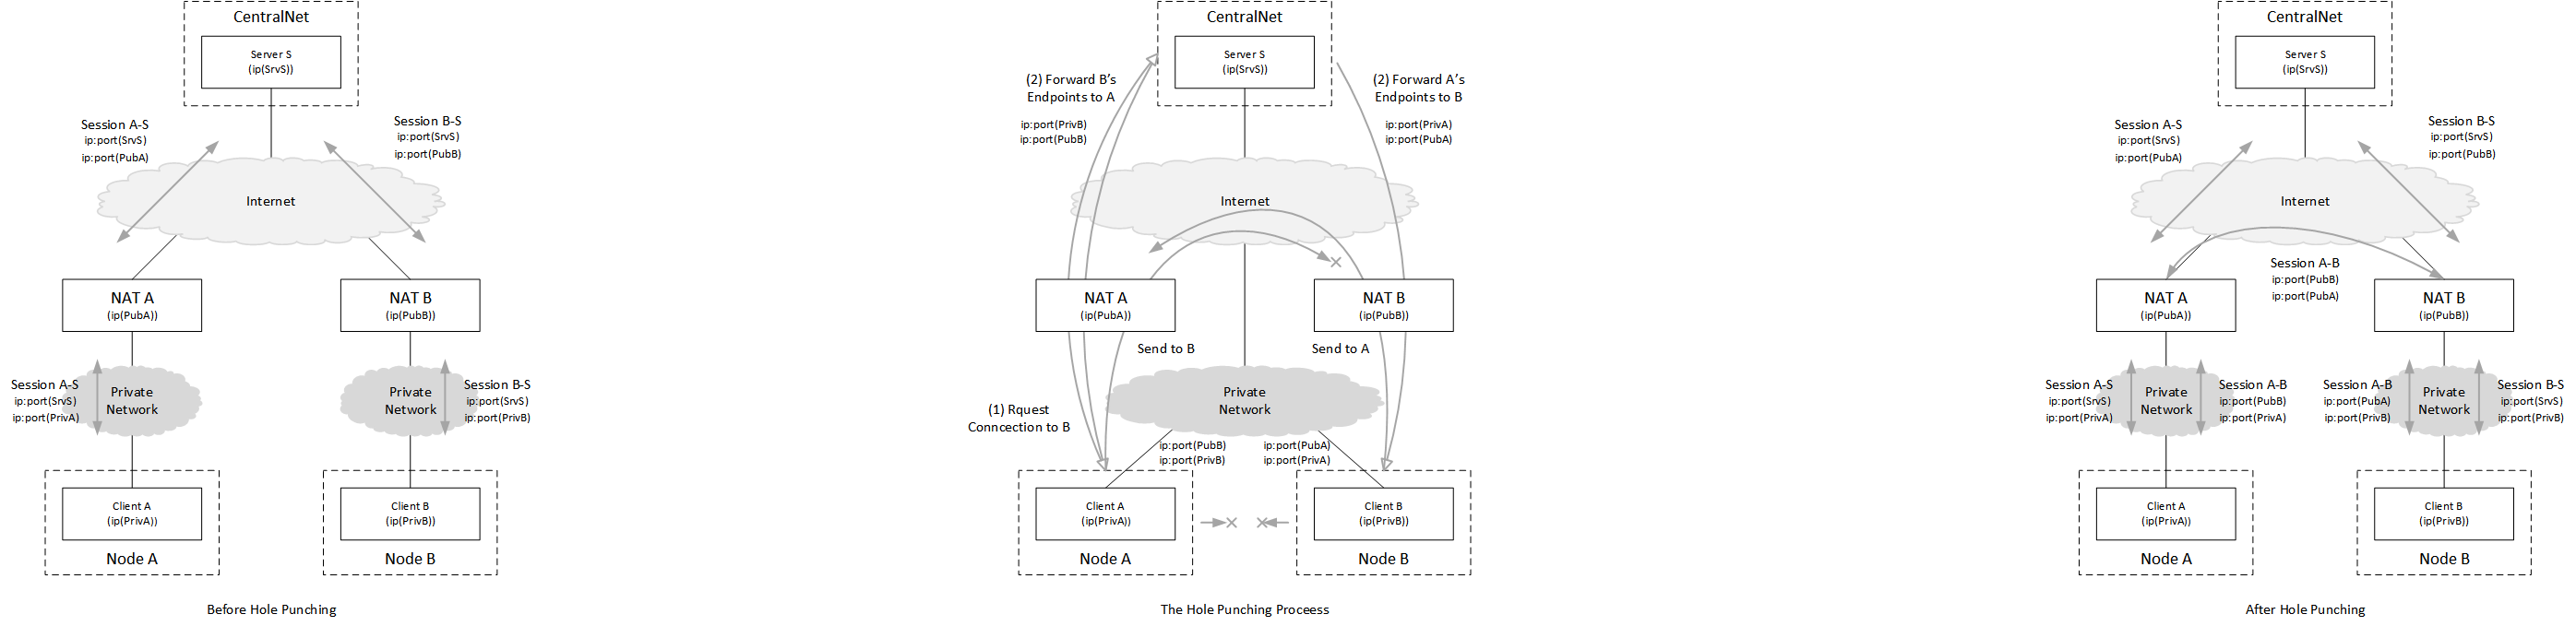 CentralNet
Server S
(ip(SrvS))
Session A-S
ip:port(SrvS)
ip:port(PubA)
Session B-S
ip:port(SrvS)
ip:port(PubB)
Internet
NAT A
(ip(PubA))
NAT B
(ip(PubB))
Session A-S
ip:port(SrvS)
ip:port(PrivA)
Private
Network
Private
Network
Session B-S
ip:port(SrvS)
ip:port(PrivB)
Client A
(ip(PrivA))
Node A
Client B
(ip(PrivB))
Node B
Before Hole Punching
CentralNet
Server S
(ip(SrvS))
(2) Forward B's
Endpoints to A
ip:port(PrivB)
ip:port(PubB)
(2) Forward A's
Endpoints to B
ip:port(PrivA)
ip:port(PubA)
Internet
NAT A
(ip(PubA))
NAT B
(ip(PubB))
Send to B
Send to A
Private
Network
(1) Rquest
Conncection to B
ip:port(PubB)
ip:port(PrivB)
ip:port(PubA)
ip:port(PrivA)
Client A
(ip(PrivA))
Node A
Client B
(ip(PrivB))
Node B
The Hole Punching Proceess
CentralNet
Server S
(ip(SrvS))
Session A-S
ip:port(SrvS)
ip:port(PubA)
Session B-S
ip:port(SrvS)
ip:port(PubB)
Internet
Session A-B
ip:port(PubB)
ip:port(PubA)
NAT A
(ip(PubA))
NAT B
(ip(PubB))
Session A-S
ip:port(SrvS)
ip:port(PrivA)
Private
Network
Session A-B
ip:port(PubB)
ip:port(PrivA)
Session A-B
ip:port(PubA)
ip:port(PrivB)
Private
Network
Session B-S
ip:port(SrvS)
ip:port(PrivB)
Client A
(ip(PrivA))
Node A
Client B
(ip(PrivB))
Node B
After Hole Punching